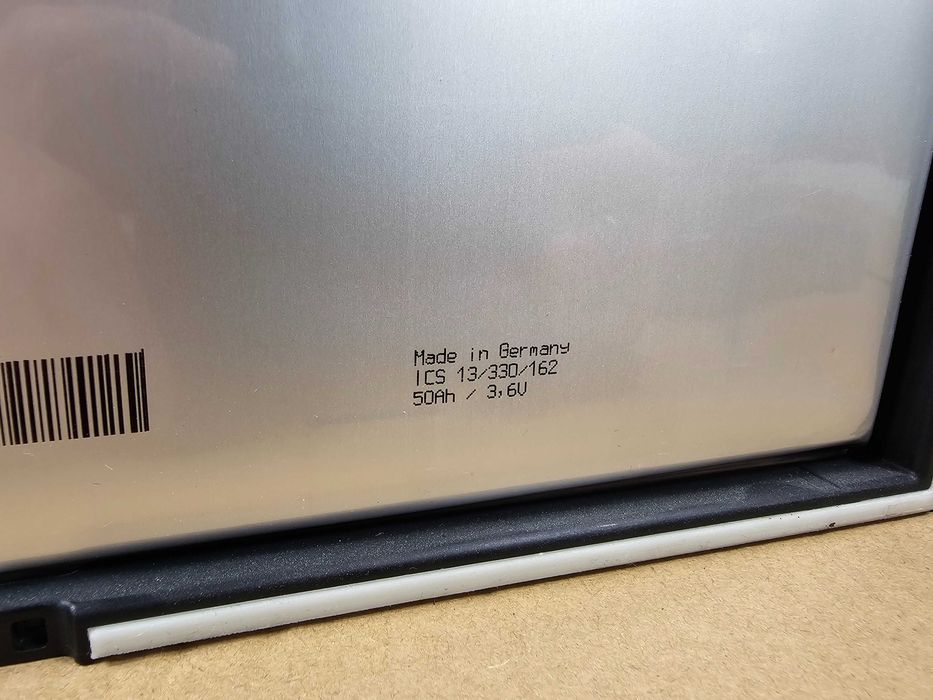 Made in Germany
ICS 13/330/162
50Ah / 3,6V